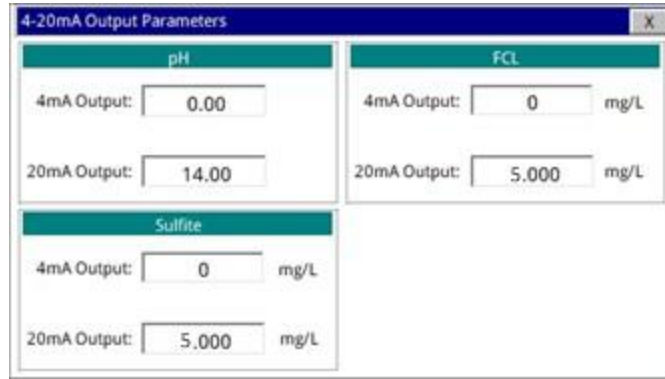 4-20mA Output Parameters X
pH
4mA Output: 0.00
20mA Output: 14.00
FCL
4mA Output: 0 mg/L
20mA Output: 5.000 mg/L
Sulfite
4mA Output: 0 mg/L
20mA Output: 5.000 mg/L